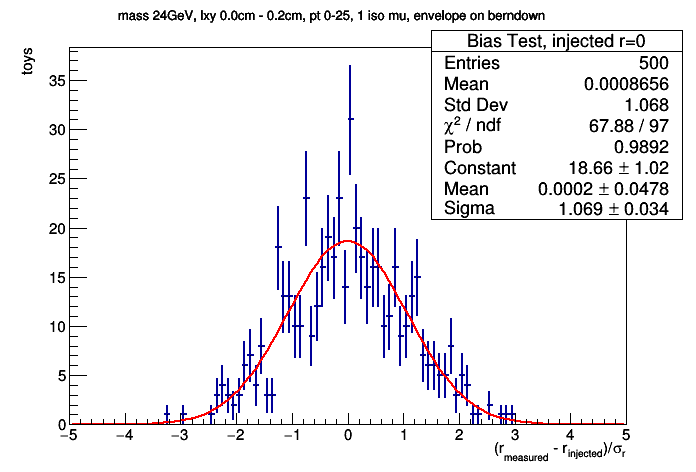 mass 24GeV, lxy 0.0cm - 0.2cm, pt 0-25, 1 iso mu, envelope on berndown
Bias Test, injected r=0
Entries 500
Mean 0.0008656
Std Dev 1.068
χ² / ndf 67.88 / 97
Prob 0.9892
Constant 18.66 ± 1.02
Mean 0.0002 ± 0.0478
Sigma 1.069 ± 0.034
toys
35
30
25
20
15
10
5
0
−5 −4 −3 −2 −1 0 1 2 3 4 5
(r_measured - r_injected)/σ_r